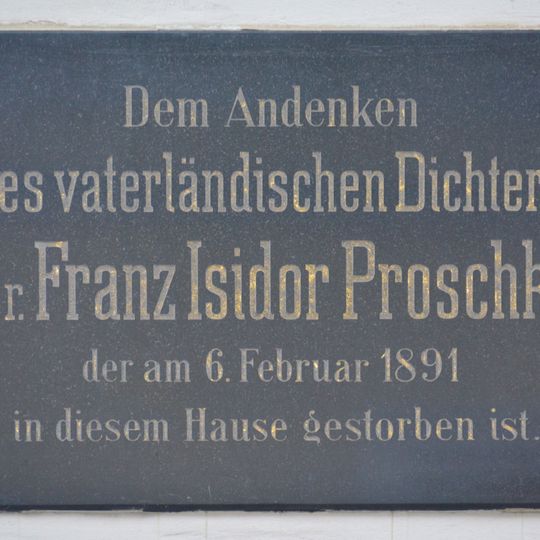 Dem Andenken
es vaterländischen Dichter
r. Franz Isidor Proschk
der am 6. Februar 1891
in diesem Hause gestorben ist.